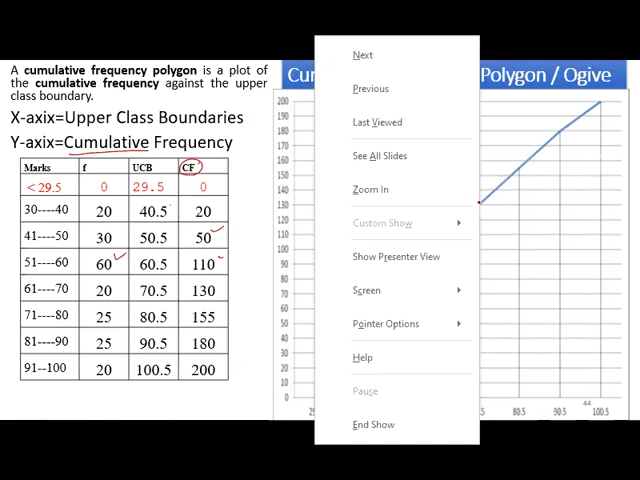 A cumulative frequency polygon is a plot of
the cumulative frequency against the upper
class boundary.
X-axix=Upper Class Boundaries
Y-axix=Cumulative Frequency
Marks f UCB CF
<29.5 0 29.5 0
30----40 20 40.5 20
41----50 30 50.5 50
51----60 60 60.5 110
61----70 20 70.5 130
71----80 25 80.5 155
81----90 25 90.5 180
91--100 20 100.5 200
Polygon / Ogive
200
190
180
170
160
150
140
130
120
110
100
90
80
70
60
50
40
30
20
10
0
80.5 90.5 100.5
44
Next
Previous
Last Viewed
See All Slides
Zoom In
Custom Show
Show Presenter View
Screen
Pointer Options
Help
Pause
End Show